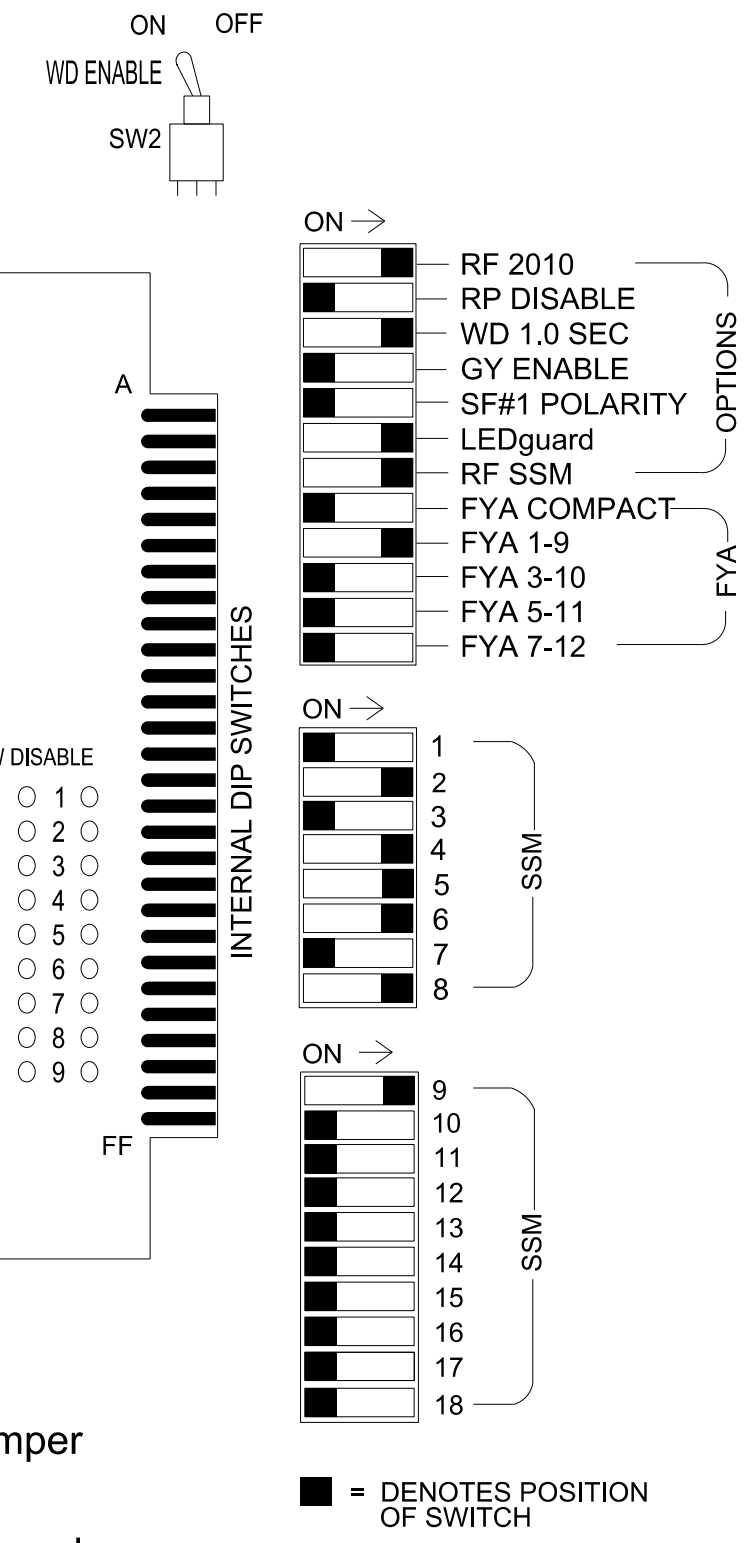 ON OFF
WD ENABLE
SW2
ON →
RF 2010
RP DISABLE
WD 1.0 SEC
GY ENABLE
SF#1 POLARITY
LEDguard
RF SSM
OPTIONS
FYA COMPACT
FYA 1-9
FYA 3-10
FYA 5-11
FYA 7-12
FYA
A
FF
INTERNAL DIP SWITCHES
DISABLE
1
2
3
4
5
6
7
8
9
ON →
1
2
3
4
5
6
7
8
SSM
ON →
9
10
11
12
13
14
15
16
17
18
SSM
mper
= DENOTES POSITION
OF SWITCH